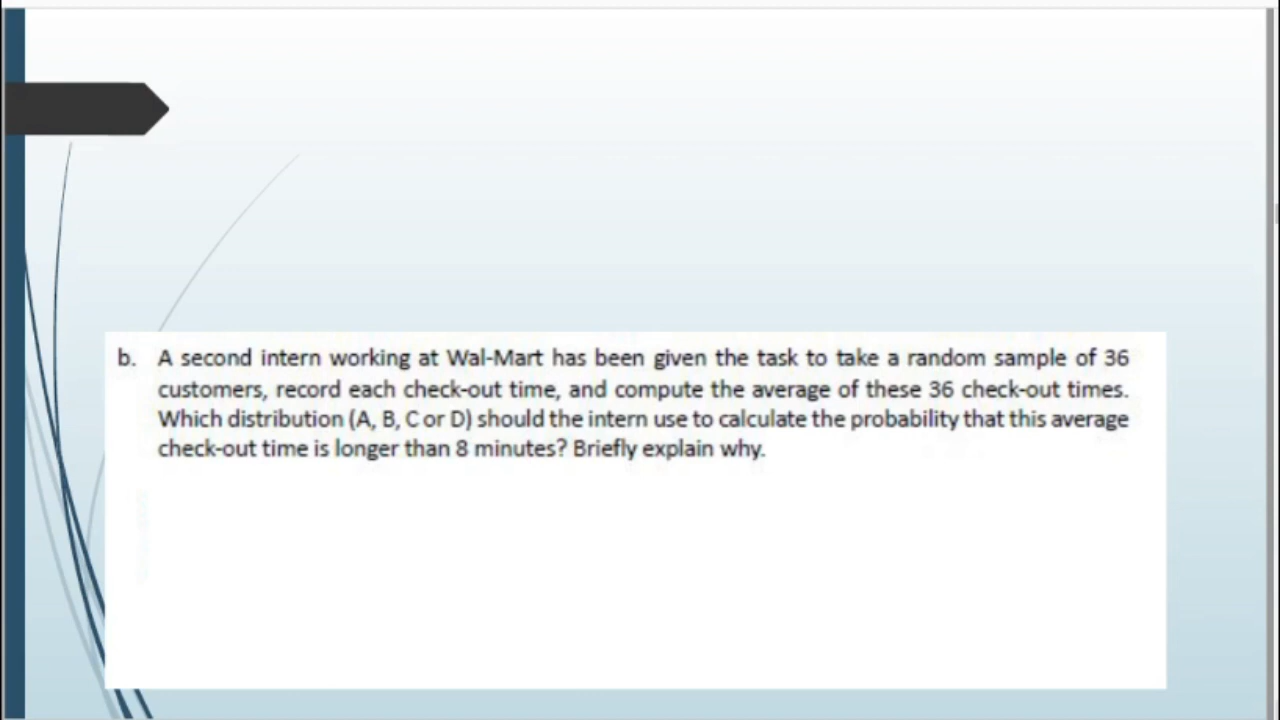 b. A second intern working at Wal-Mart has been given the task to take a random sample of 36
customers, record each check-out time, and compute the average of these 36 check-out times.
Which distribution (A, B, C or D) should the intern use to calculate the probability that this average
check-out time is longer than 8 minutes? Briefly explain why.